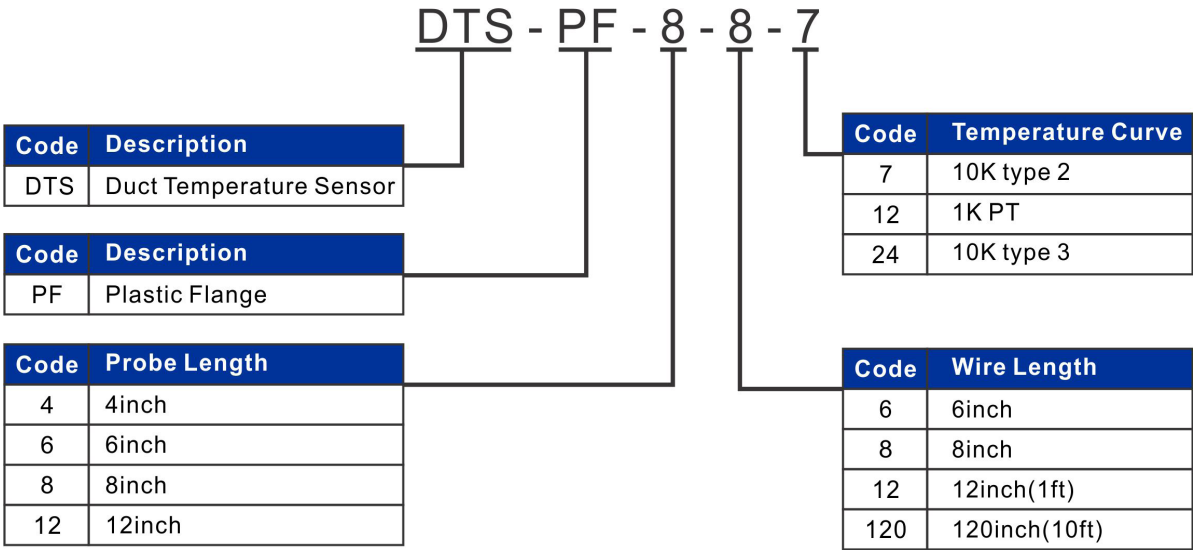 DTS - PF - 8 - 8 - 7
Code Description
DTS Duct Temperature Sensor
Code Description
PF Plastic Flange
Code Probe Length
4 4inch
6 6inch
8 8inch
12 12inch
Code Temperature Curve
7 10K type 2
12 1K PT
24 10K type 3
Code Wire Length
6 6inch
8 8inch
12 12inch(1ft)
120 120inch(10ft)